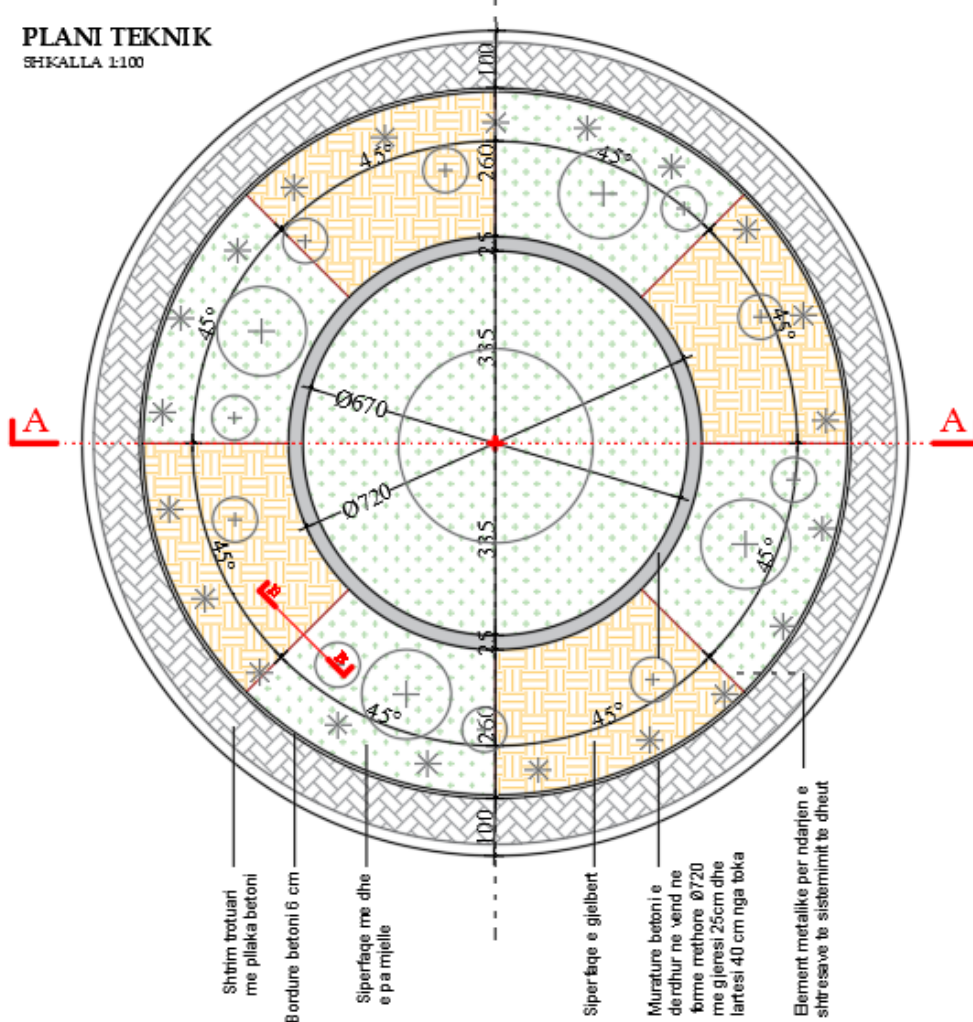 PLANI TEKNIK
SHKALLA 1:100
100
260
25
335
335
25
260
100
45°
45°
45°
45°
45°
45°
45°
45°
Ø670
Ø720
A
A
B
B
Shtrim trotuari
me pllaka betoni
Bordure betoni 6 cm
Siperfaqe me dhe
e pa mjelle
Siperfaqe e gjelbert
Murature betoni e
derdhur ne vend ne
forme rrethore Ø720
me gjeresi 25cm dhe
lartesi 40 cm nga toka
Element metalike per ndarjen e
shtresave te sistemimit te dheut